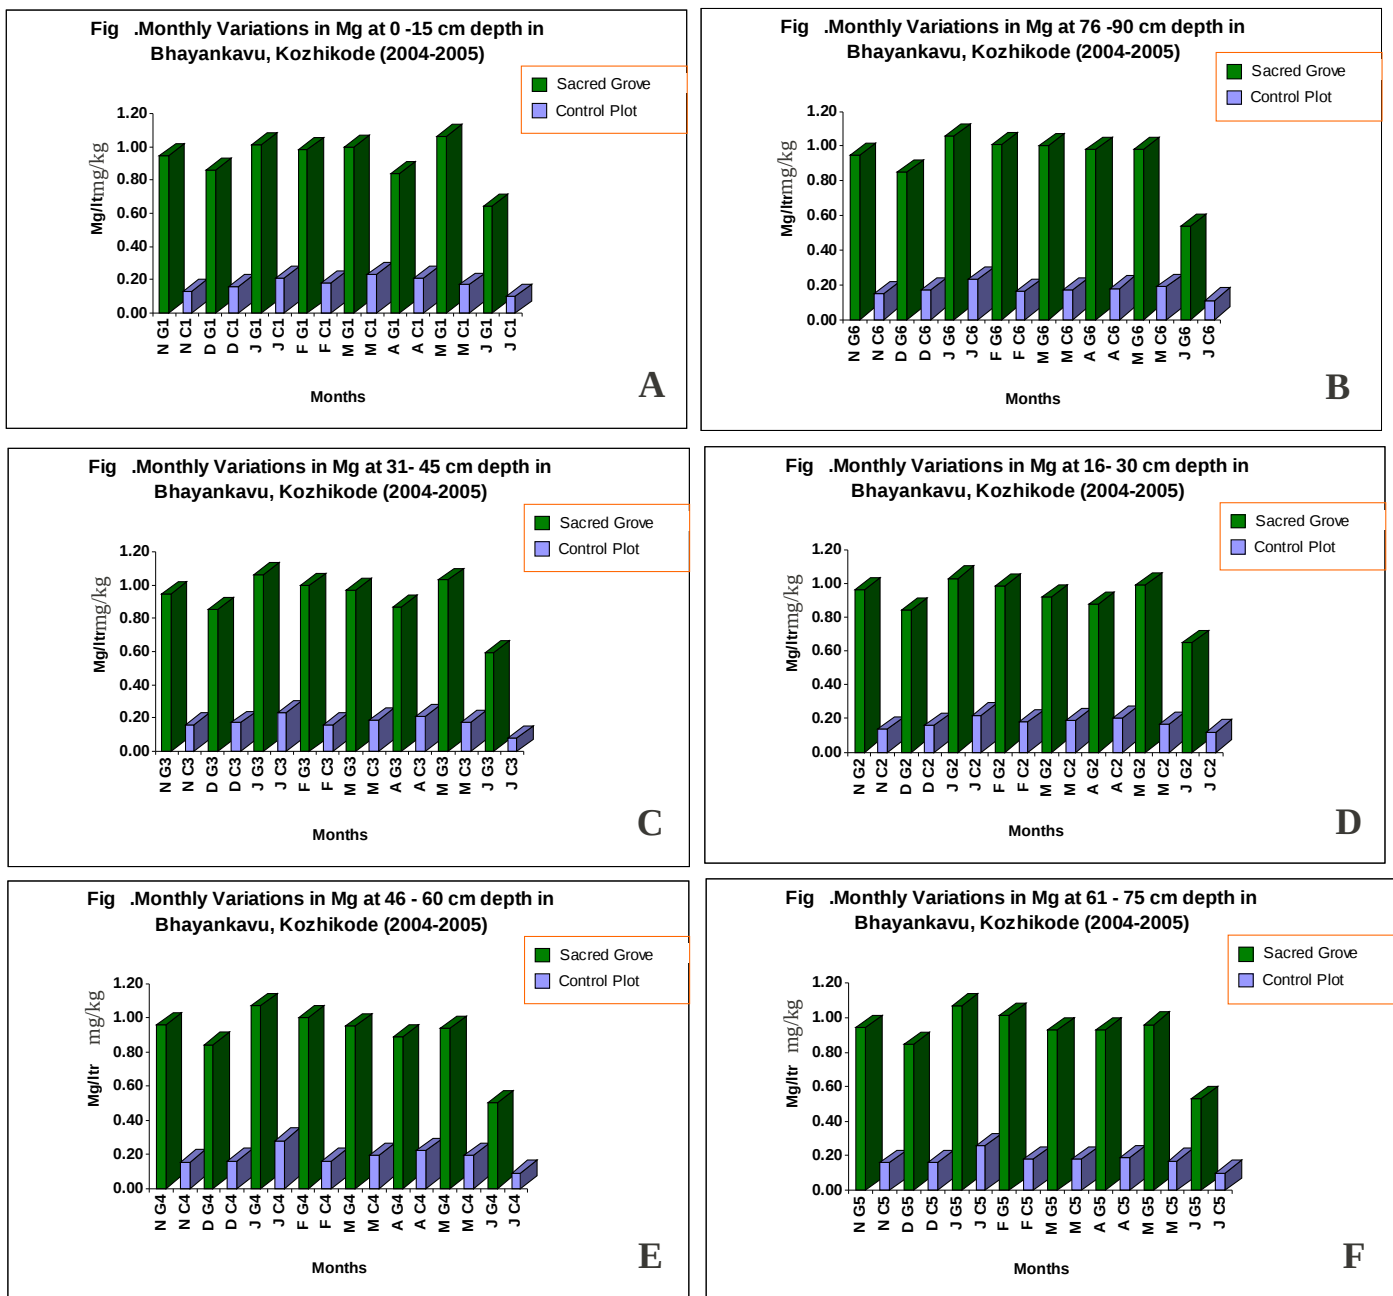 Fig .Monthly Variations in Mg at 0 -15 cm depth in
Bhayankavu, Kozhikode (2004-2005)
Sacred Grove
Control Plot
1.20
1.00
0.80
0.60
0.40
0.20
0.00
Mg/ltrmg/kg
N G1
N C1
D G1
D C1
J G1
J C1
F G1
F C1
M G1
M C1
A G1
A C1
M G1
M C1
J G1
J C1
Months
A
Fig .Monthly Variations in Mg at 76 -90 cm depth in
Bhayankavu, Kozhikode (2004-2005)
Sacred Grove
Control Plot
1.20
1.00
0.80
0.60
0.40
0.20
0.00
Mg/ltrmg/kg
N G6
N C6
D G6
D C6
J G6
J C6
F G6
F C6
M G6
M C6
A G6
A C6
M G6
M C6
J G6
J C6
Months
B
Fig .Monthly Variations in Mg at 31- 45 cm depth in
Bhayankavu, Kozhikode (2004-2005)
Sacred Grove
Control Plot
1.20
1.00
0.80
0.60
0.40
0.20
0.00
Mg/ltrmg/kg
N G3
N C3
D G3
D C3
J G3
J C3
F G3
F C3
M G3
M C3
A G3
A C3
M G3
M C3
J G3
J C3
Months
C
Fig .Monthly Variations in Mg at 16- 30 cm depth in
Bhayankavu, Kozhikode (2004-2005)
Sacred Grove
Control Plot
1.20
1.00
0.80
0.60
0.40
0.20
0.00
Mg/ltrmg/kg
N G2
N C2
D G2
D C2
J G2
J C2
F G2
F C2
M G2
M C2
A G2
A C2
M G2
M C2
J G2
J C2
Months
D
Fig .Monthly Variations in Mg at 46 - 60 cm depth in
Bhayankavu, Kozhikode (2004-2005)
Sacred Grove
Control Plot
1.20
1.00
0.80
0.60
0.40
0.20
0.00
Mg/ltr mg/kg
N G4
N C4
D G4
D C4
J G4
J C4
F G4
F C4
M G4
M C4
A G4
A C4
M G4
M C4
J G4
J C4
Months
E
Fig .Monthly Variations in Mg at 61 - 75 cm depth in
Bhayankavu, Kozhikode (2004-2005)
Sacred Grove
Control Plot
1.20
1.00
0.80
0.60
0.40
0.20
0.00
Mg/ltr mg/kg
N G5
N C5
D G5
D C5
J G5
J C5
F G5
F C5
M G5
M C5
A G5
A C5
M G5
M C5
J G5
J C5
Months
F